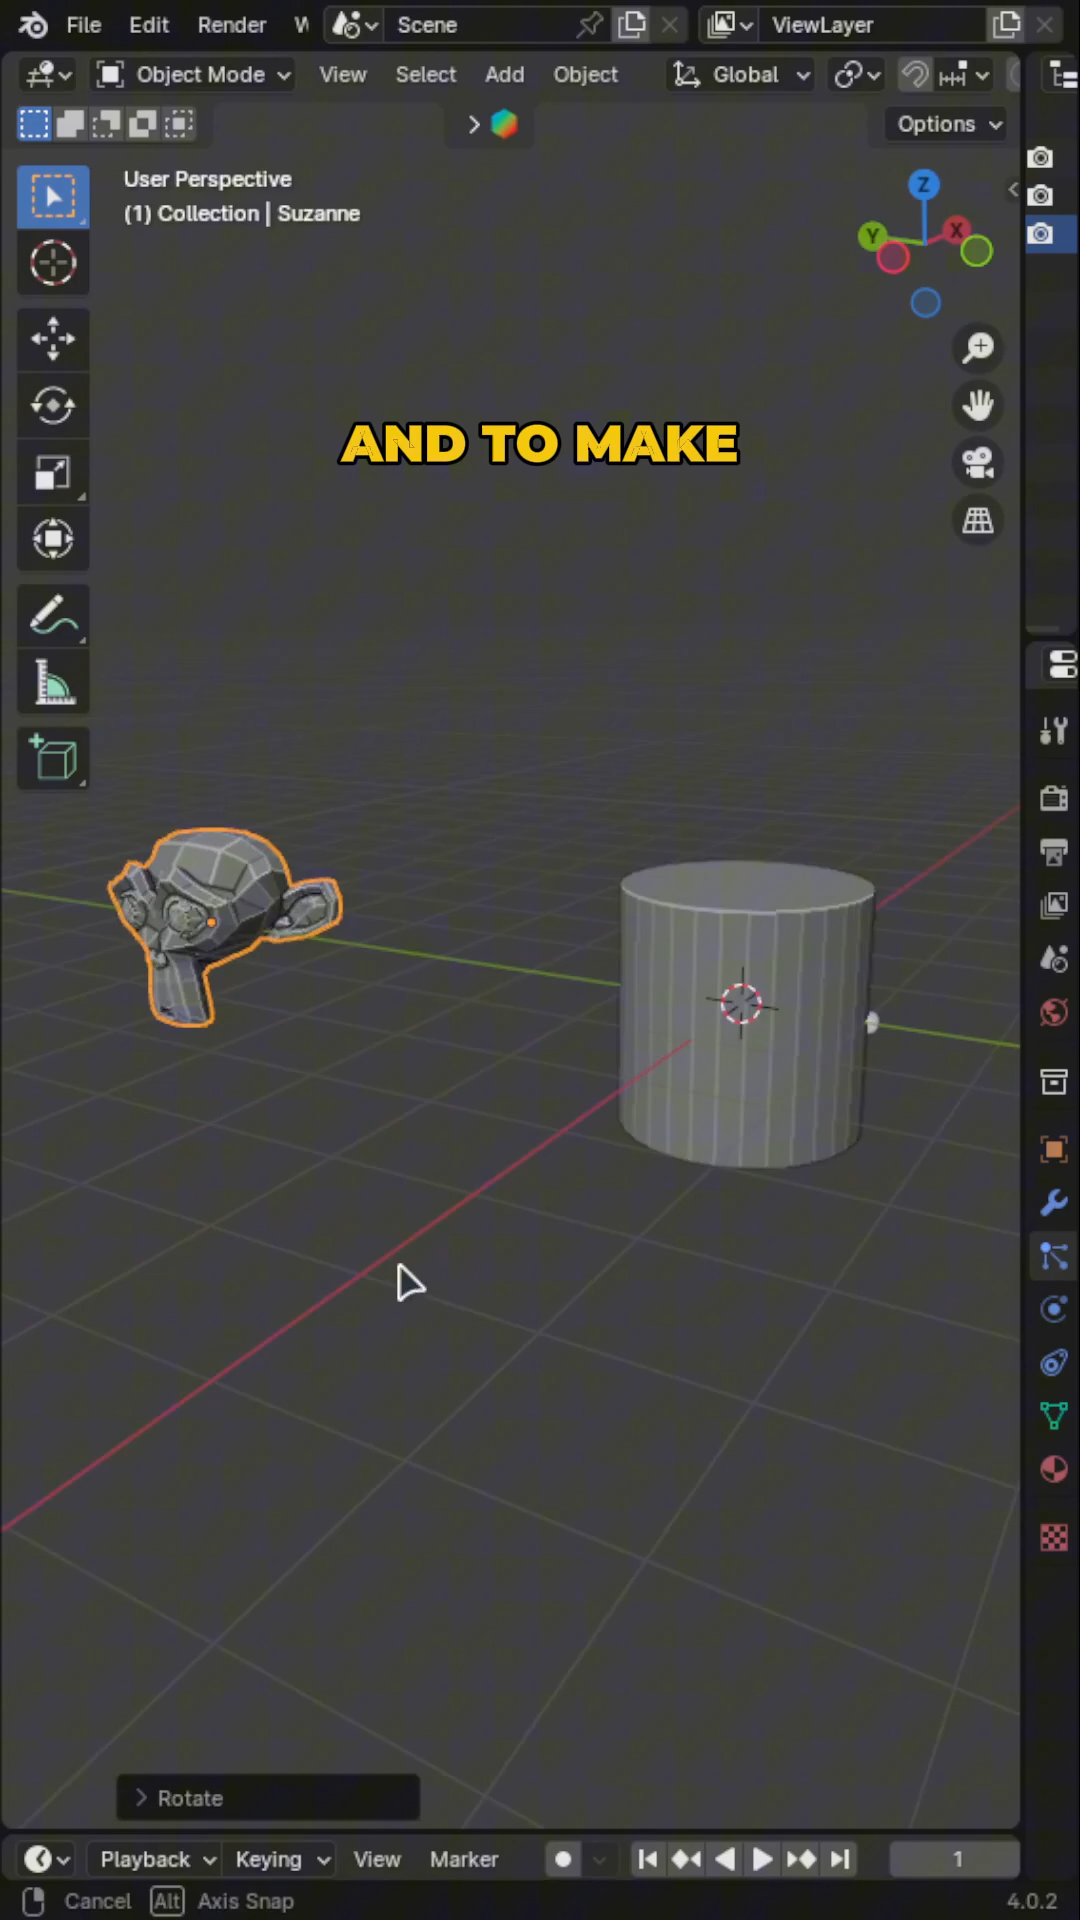 File Edit Render W Scene ViewLayer
Object Mode View Select Add Object Global
Options
User Perspective
(1) Collection | Suzanne
Z
Y X
AND TO MAKE
Rotate
Playback Keying View Marker 1
Cancel Alt Axis Snap 4.0.2